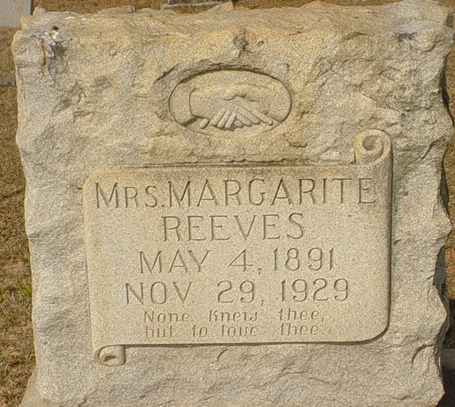 MRS. MARGARITE
REEVES
MAY 4, 1891
NOV. 29, 1929
None knew thee,
but to love thee.